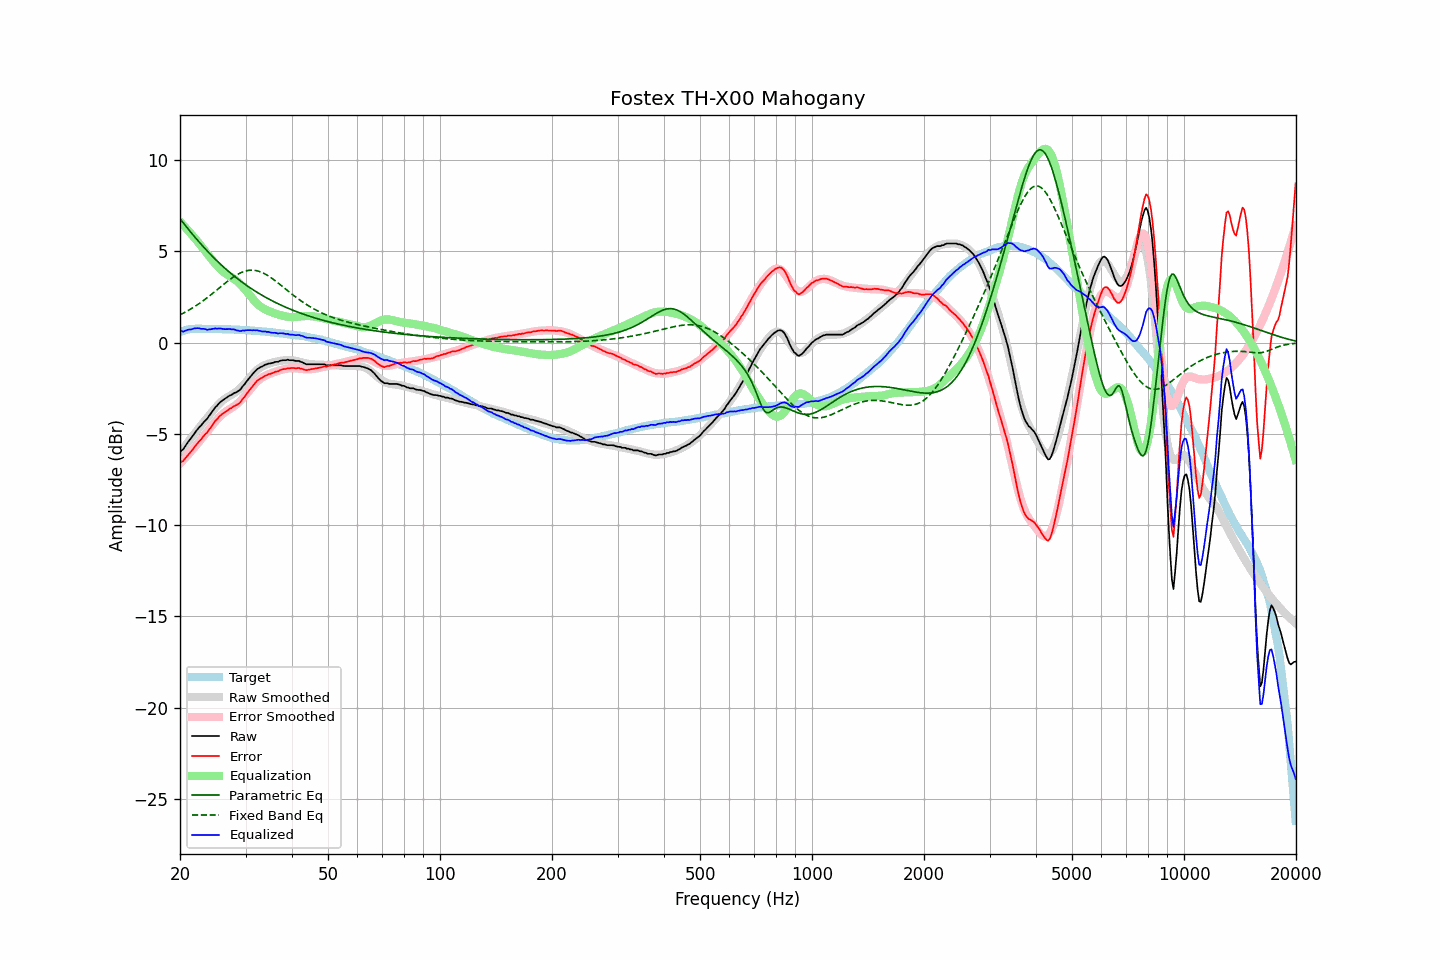 Fostex TH-X00 Mahogany
Amplitude (dBr)
10
5
0
−5
−10
−15
−20
−25
Target
Raw Smoothed
Error Smoothed
Raw
Error
Equalization
Parametric Eq
Fixed Band Eq
Equalized
20 50 100 200 500 1000 2000 5000 10000 20000
Frequency (Hz)